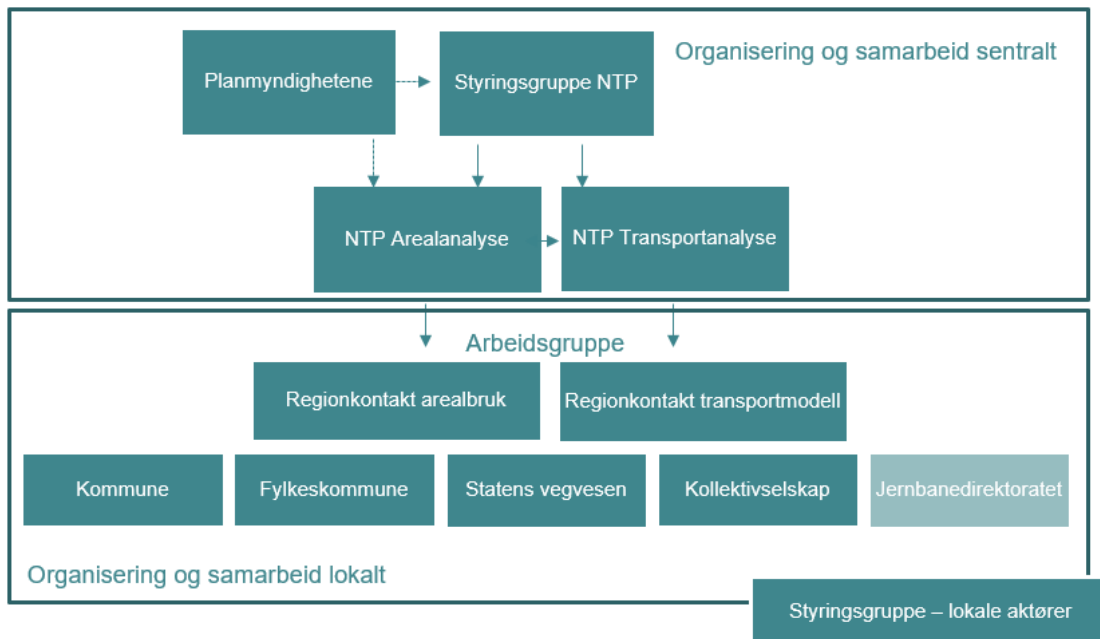 Organisering og samarbeid sentralt
Planmyndighetene
Styringsgruppe NTP
NTP Arealanalyse
NTP Transportanalyse
Arbeidsgruppe
Regionkontakt arealbruk
Regionkontakt transportmodell
Kommune
Fylkeskommune
Statens vegvesen
Kollektivselskap
Jernbanedirektoratet
Organisering og samarbeid lokalt
Styringsgruppe – lokale aktører